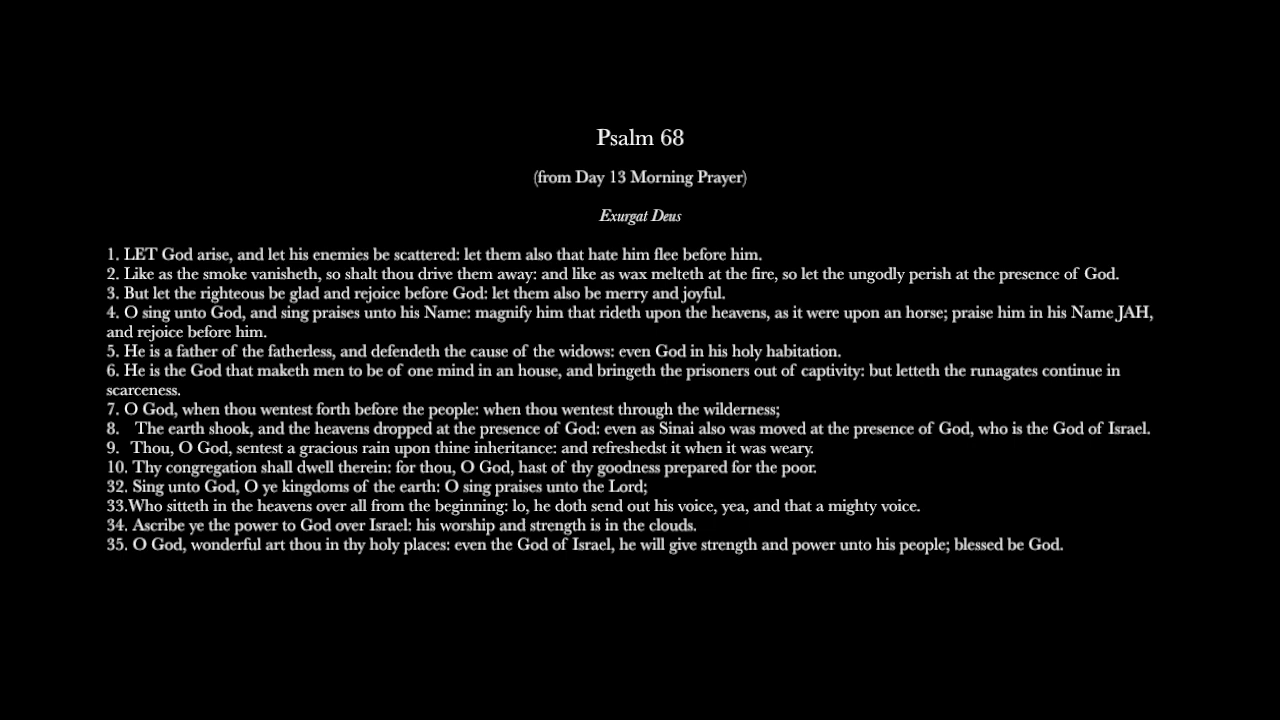 Psalm 68
(from Day 13 Morning Prayer)
Exurgat Deus
1. LET God arise, and let his enemies be scattered: let them also that hate him flee before him.
2. Like as the smoke vanisheth, so shalt thou drive them away: and like as wax melteth at the fire, so let the ungodly perish at the presence of God.
3. But let the righteous be glad and rejoice before God: let them also be merry and joyful.
4. O sing unto God, and sing praises unto his Name: magnify him that rideth upon the heavens, as it were upon an horse; praise him in his Name JAH,
and rejoice before him.
5. He is a father of the fatherless, and defendeth the cause of the widows: even God in his holy habitation.
6. He is the God that maketh men to be of one mind in an house, and bringeth the prisoners out of captivity: but letteth the runagates continue in
scarceness.
7. O God, when thou wentest forth before the people: when thou wentest through the wilderness;
8.   The earth shook, and the heavens dropped at the presence of God: even as Sinai also was moved at the presence of God, who is the God of Israel.
9.  Thou, O God, sentest a gracious rain upon thine inheritance: and refreshedst it when it was weary.
10. Thy congregation shall dwell therein: for thou, O God, hast of thy goodness prepared for the poor.
32. Sing unto God, O ye kingdoms of the earth: O sing praises unto the Lord;
33.Who sitteth in the heavens over all from the beginning: lo, he doth send out his voice, yea, and that a mighty voice.
34. Ascribe ye the power to God over Israel: his worship and strength is in the clouds.
35. O God, wonderful art thou in thy holy places: even the God of Israel, he will give strength and power unto his people; blessed be God.